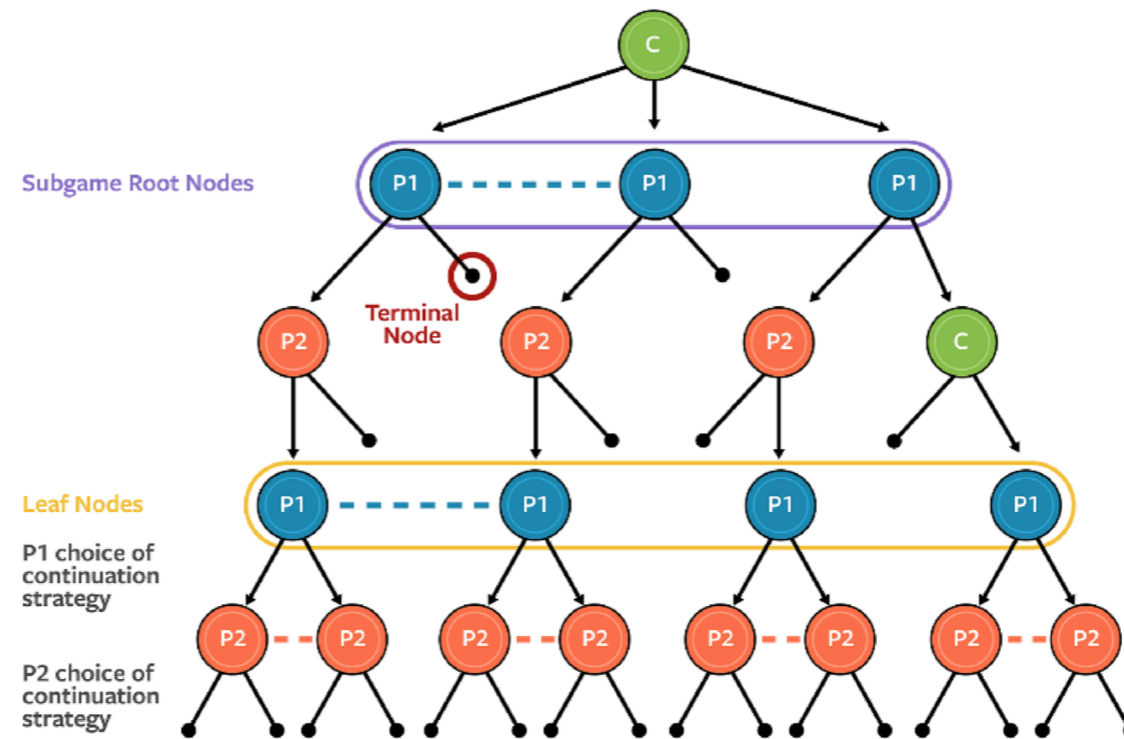 C
Subgame Root Nodes
P1
P1
P1
Terminal
Node
P2
P2
P2
C
Leaf Nodes
P1
P1
P1
P1
P1 choice of
continuation
strategy
P2
P2
P2
P2
P2
P2
P2
P2
P2 choice of
continuation
strategy